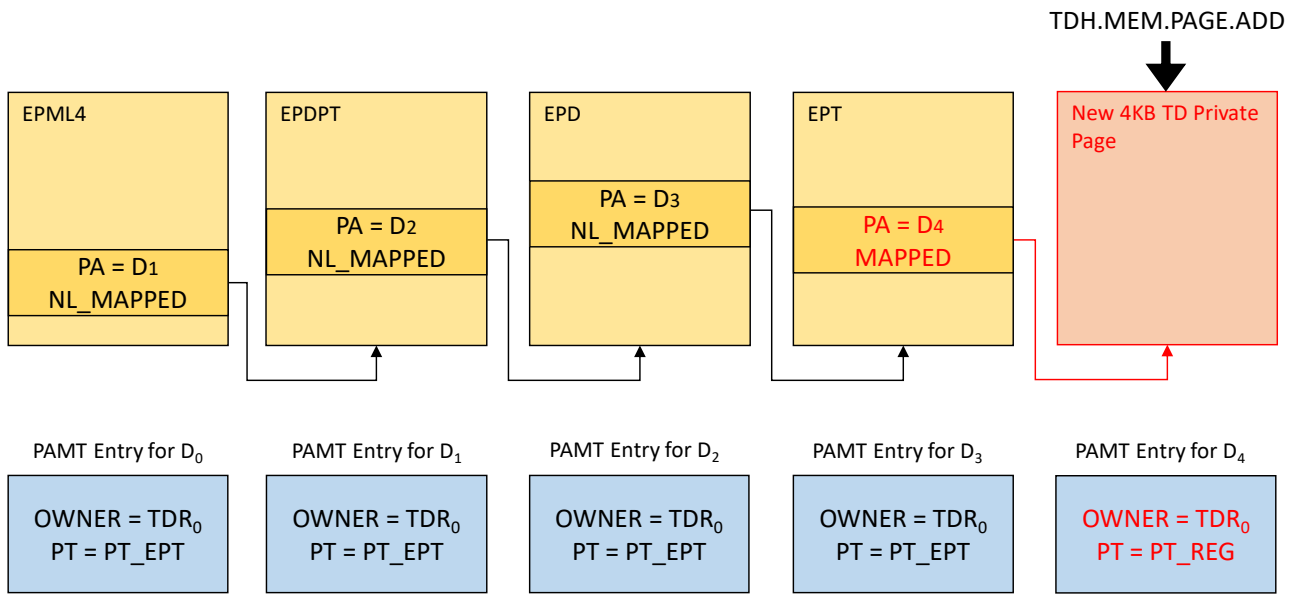 TDH.MEM.PAGE.ADD
EPML4
PA = D1
NL_MAPPED
EPDPT
PA = D2
NL_MAPPED
EPD
PA = D3
NL_MAPPED
EPT
PA = D4
MAPPED
New 4KB TD Private
Page
PAMT Entry for D₀
OWNER = TDR₀
PT = PT_EPT
PAMT Entry for D₁
OWNER = TDR₀
PT = PT_EPT
PAMT Entry for D₂
OWNER = TDR₀
PT = PT_EPT
PAMT Entry for D₃
OWNER = TDR₀
PT = PT_EPT
PAMT Entry for D₄
OWNER = TDR₀
PT = PT_REG